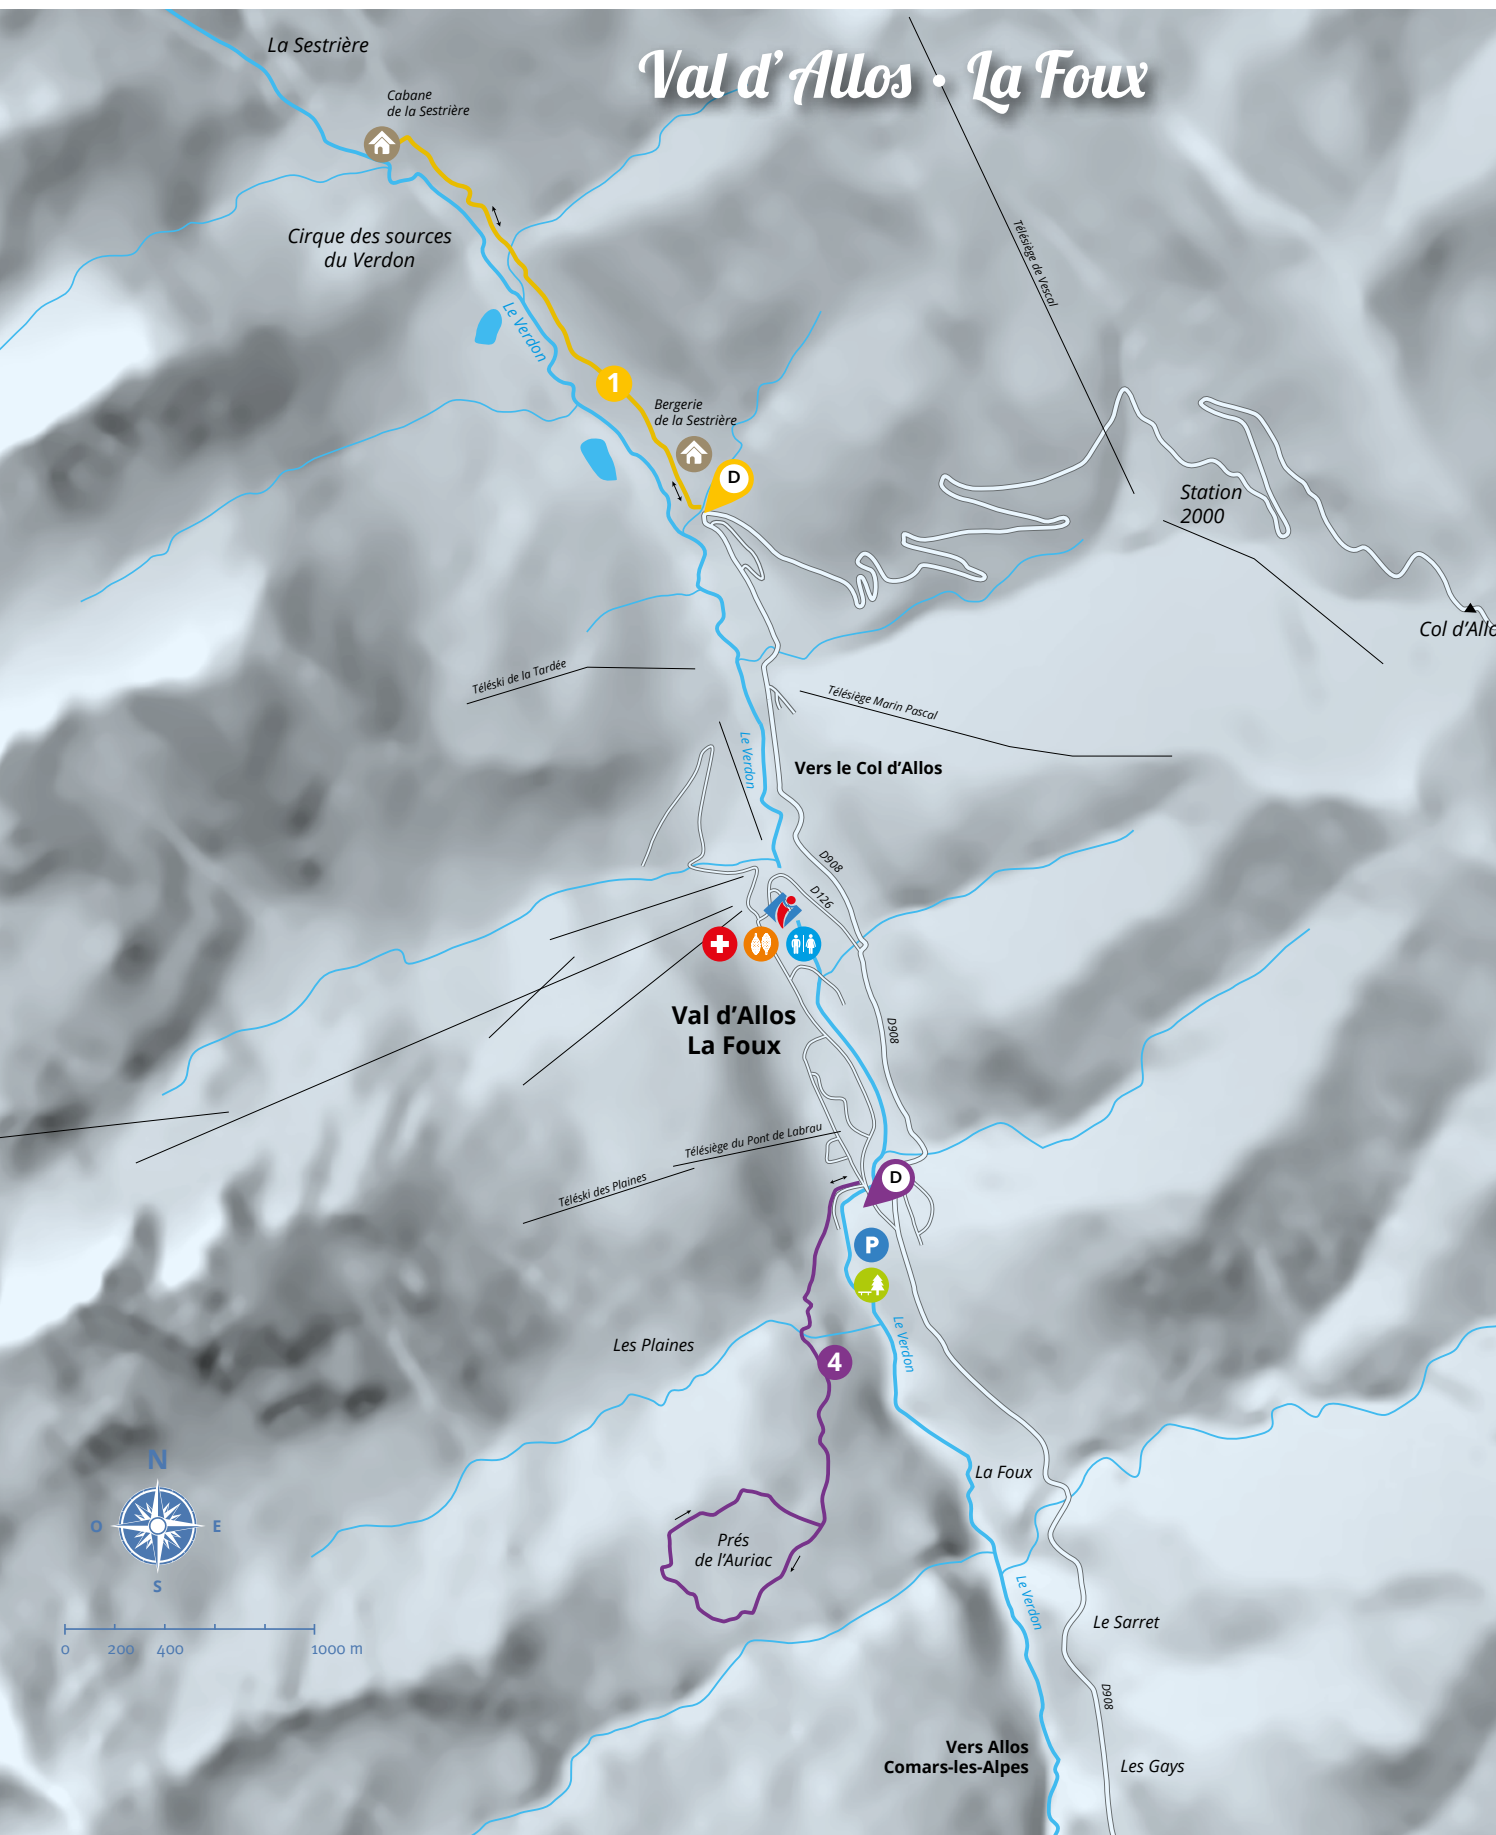 La Sestrière
Val d’Allos • La Foux
Cabane
de la Sestrière
Cirque des sources
du Verdon
Télésiège de Vescal
Le Verdon
1
Bergerie
de la Sestrière
D
Station
2000
Col d’Allo
Téléski de la Tardée
Télésiège Marin Pascal
Le Verdon
Vers le Col d’Allos
D908
D126
Val d’Allos
La Foux
D908
Télésiège du Pont de Labrau
Téléski des Plaines
D
P
Le Verdon
Les Plaines
4
N
O
E
S
La Foux
Prés
de l’Auriac
Le Verdon
Le Sarret
0 200 400 1000 m
D908
Vers Allos
Comars-les-Alpes
Les Gays